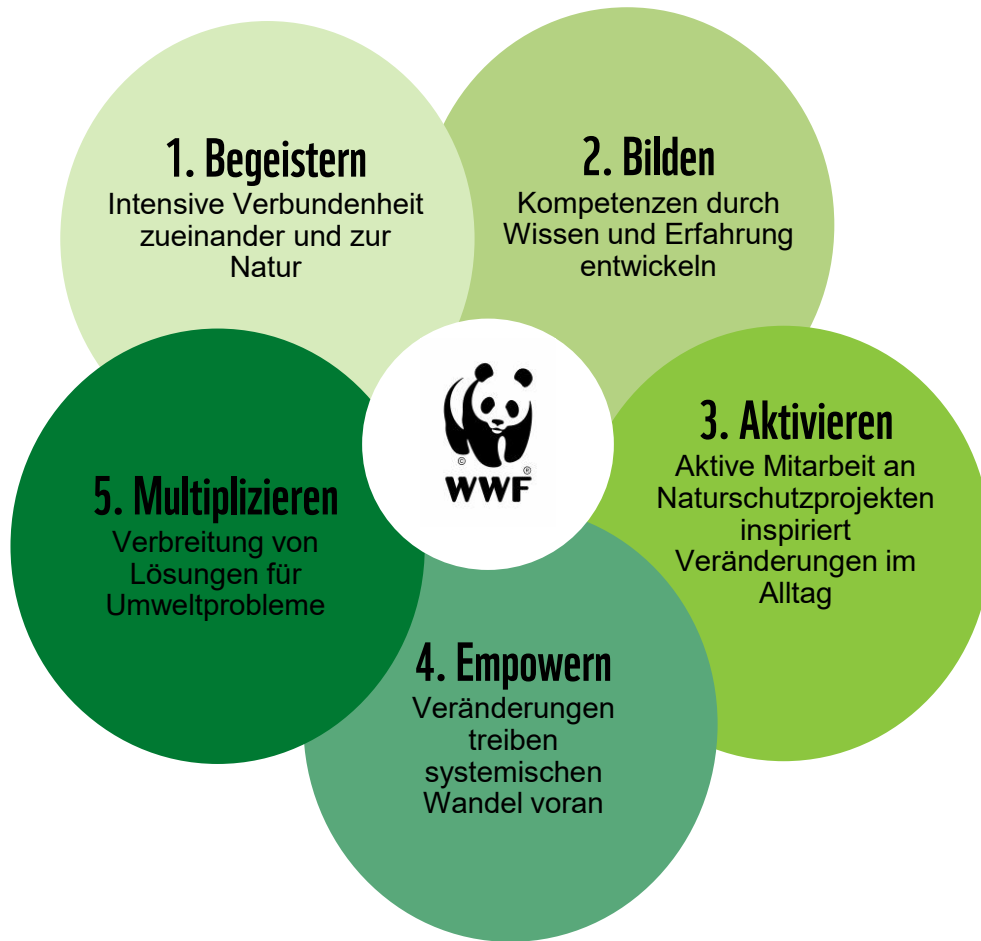 1. Begeistern
Intensive Verbundenheit
zueinander und zur
Natur
2. Bilden
Kompetenzen durch
Wissen und Erfahrung
entwickeln
3. Aktivieren
Aktive Mitarbeit an
Naturschutzprojekten
inspiriert
Veränderungen im
Alltag
4. Empowern
Veränderungen
treiben
systemischen
Wandel voran
5. Multiplizieren
Verbreitung von
Lösungen für
Umweltprobleme
© ®
WWF